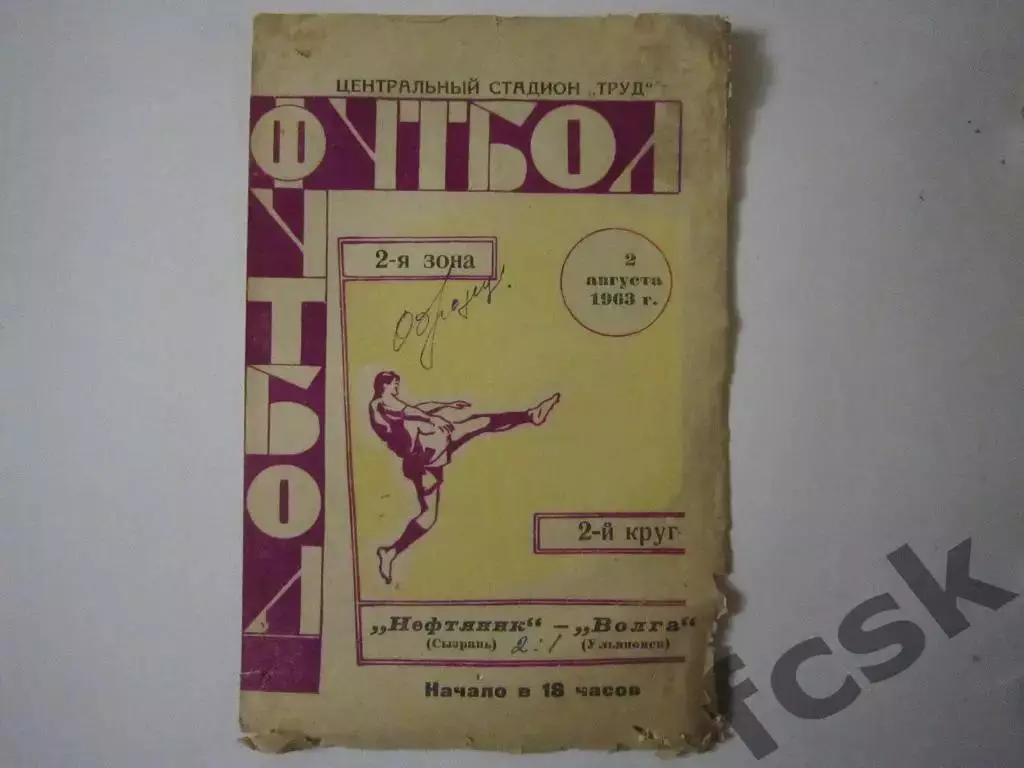 ЦЕНТРАЛЬНЫЙ СТАДИОН „ТРУД“
ФУТБОЛ
ФУТБОЛ
2-я зона
2
августа
1963 г.
Образец!
2-й круг
„Нефтяник“ – „Волга“
(Сызрань) 2:1 (Ульяновск)
Начало в 18 часов
fcsk